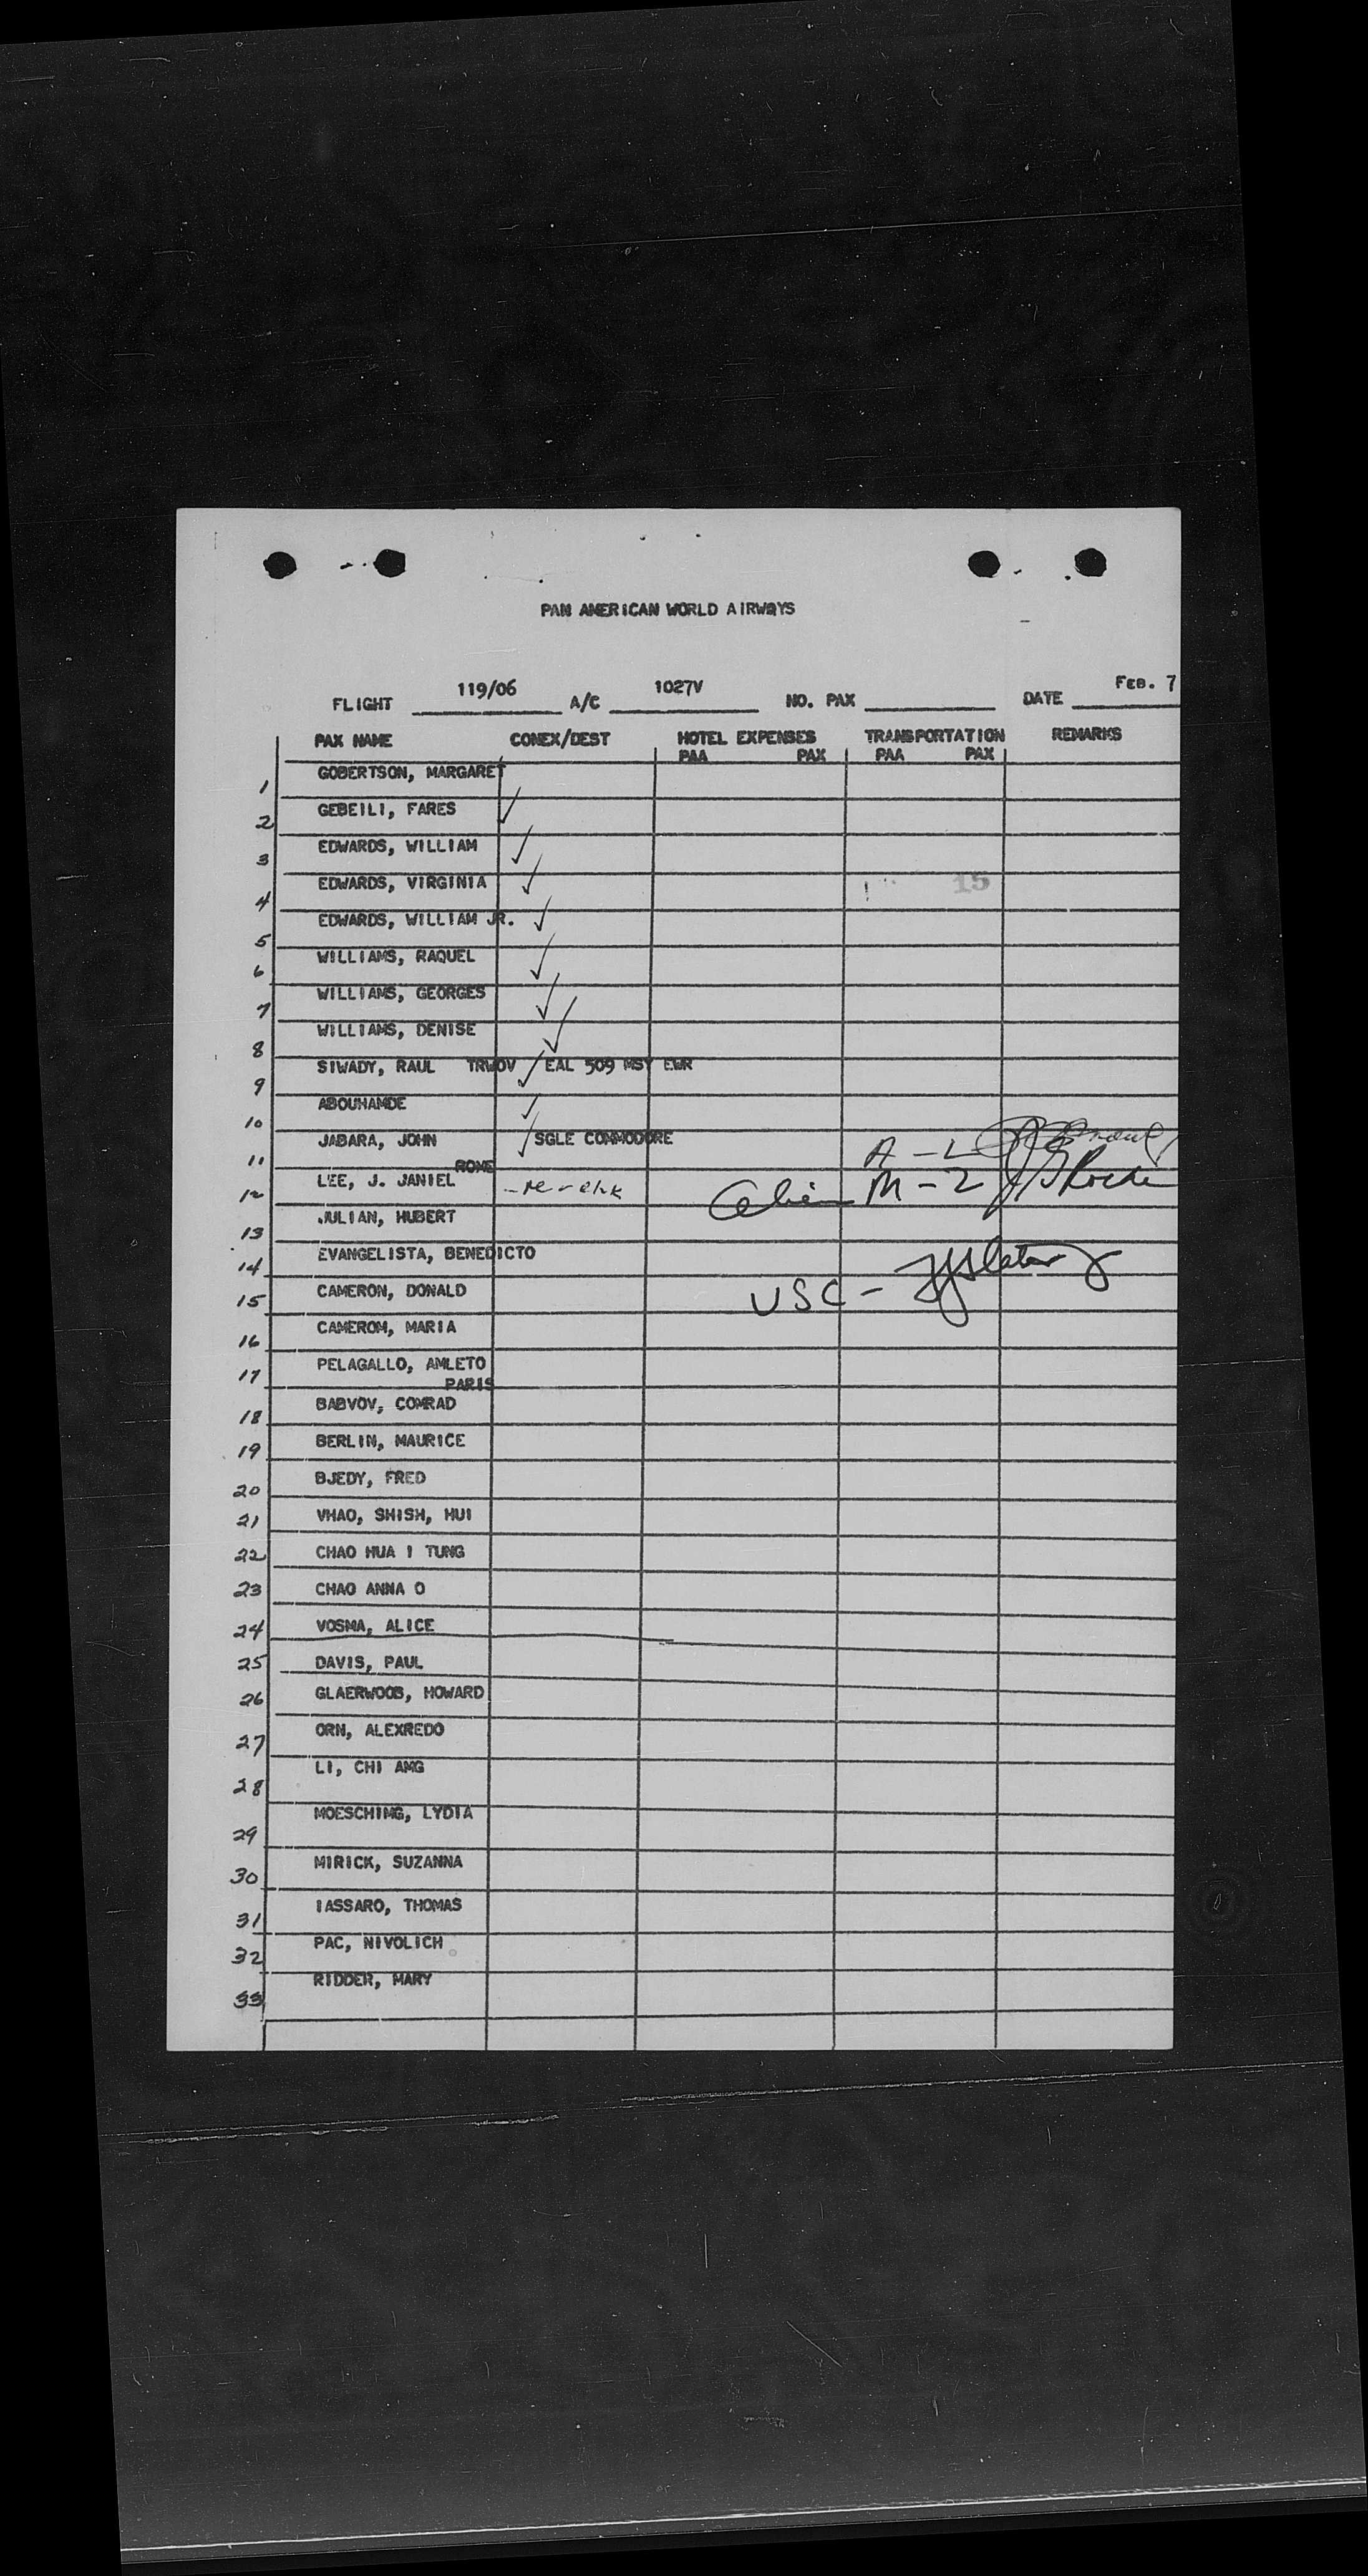 PAN AMERICAN WORLD AIRWAYS
FLIGHT 119/06 A/C 1027V NO. PAX DATE FEB. 7
PAX NAME CONEX/DEST HOTEL EXPENSES TRANSPORTATION REMARKS
PAA PAX PAA PAX
1 GOBERTSON, MARGARET
2 GEBEILI, FARES ✓
3 EDWARDS, WILLIAM ✓
4 EDWARDS, VIRGINIA ✓ 15
5 EDWARDS, WILLIAM JR. ✓
6 WILLIAMS, RAQUEL ✓
7 WILLIAMS, GEORGES ✓
8 WILLIAMS, DENISE ✓
9 SIWADY, RAUL TRWOV ✓ EAL 509 MSY EWR
10 ABOUHAMDE ✓
11 JABARA, JOHN ✓ SGLE COMMODORE A -
ROME
12 LEE, J. JANIEL M - 2
13 JULIAN, HUBERT
14 EVANGELISTA, BENEDICTO
15 CAMERON, DONALD USC -
16 CAMEROM, MARIA
17 PELAGALLO, AMLETO
PARIS
18 BABVOV, COMRAD
19 BERLIN, MAURICE
20 BJEDY, FRED
21 VHAO, SHISH, HUI
22 CHAO HUA I TUNG
23 CHAO ANNA O
24 VOSMA, ALICE
25 DAVIS, PAUL
26 GLAERWOOB, HOWARD
27 ORN, ALEXREDO
28 LI, CHI AMG
29 MOESCHIMG, LYDIA
30 MIRICK, SUZANNA
31 IASSARO, THOMAS
32 PAC, NIVOLICH
33 RIDDER, MARY